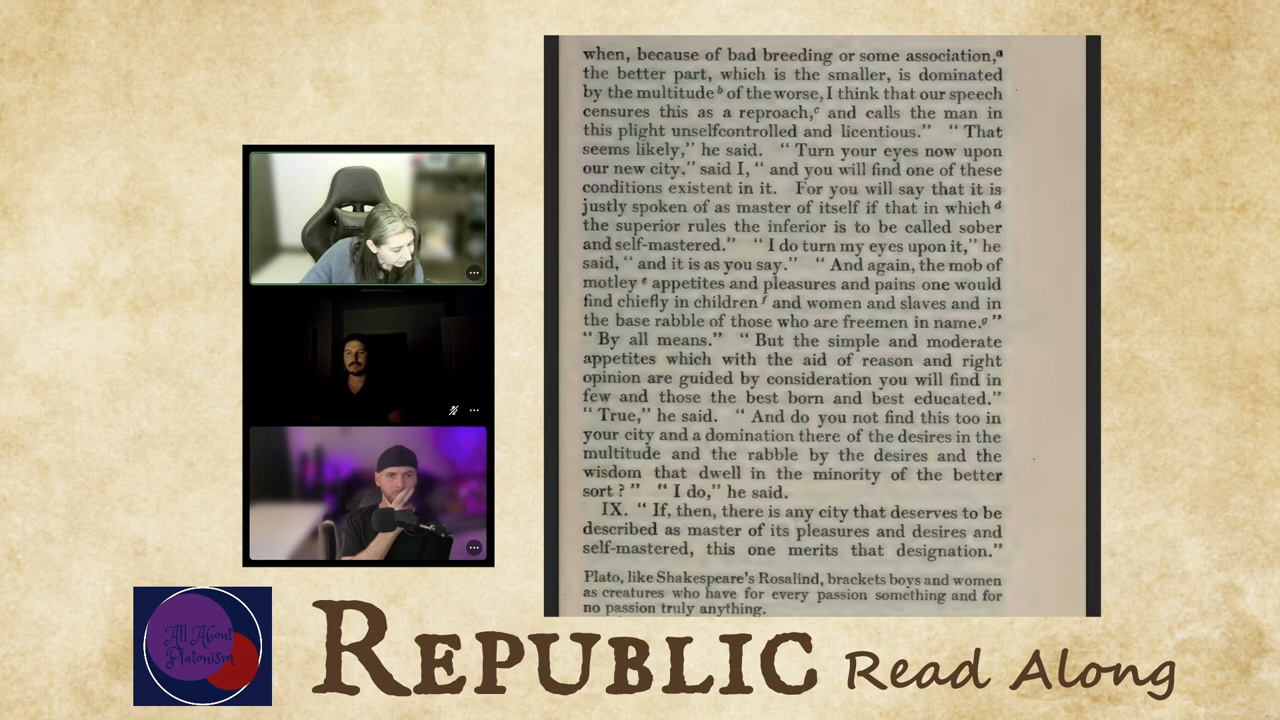 when, because of bad breeding or some association,ᵃ
the better part, which is the smaller, is dominated
by the multitude ᵇ of the worse, I think that our speech
censures this as a reproach,ᶜ and calls the man in
this plight unselfcontrolled and licentious.” “ That
seems likely,” he said. “ Turn your eyes now upon
our new city,” said I, “ and you will find one of these
conditions existent in it. For you will say that it is
justly spoken of as master of itself if that in which ᵈ
the superior rules the inferior is to be called sober
and self-mastered.” “ I do turn my eyes upon it,” he
said, “ and it is as you say.” “ And again, the mob of
motley ᵉ appetites and pleasures and pains one would
find chiefly in children ᶠ and women and slaves and in
the base rabble of those who are freemen in name.ᵍ ”
“ By all means.” “ But the simple and moderate
appetites which with the aid of reason and right
opinion are guided by consideration you will find in
few and those the best born and best educated.”
“ True,” he said. “ And do you not find this too in
your city and a domination there of the desires in the
multitude and the rabble by the desires and the
wisdom that dwell in the minority of the better
sort ? ” “ I do,” he said.
IX. “ If, then, there is any city that deserves to be
described as master of its pleasures and desires and
self-mastered, this one merits that designation.”
Plato, like Shakespeare's Rosalind, brackets boys and women
as creatures who have for every passion something and for
no passion truly anything.
All About
Platonism
REPUBLIC Read Along